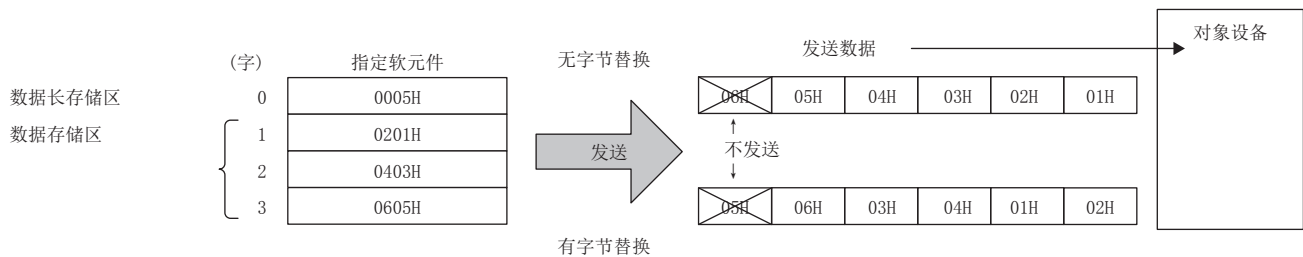 对象设备
发送数据
(字) 指定软元件 无字节替换
数据长存储区 0 0005H 06H 05H 04H 03H 02H 01H
数据存储区 1 0201H
↑
发送 不发送
↓
2 0403H
3 0605H 05H 06H 03H 04H 01H 02H
有字节替换